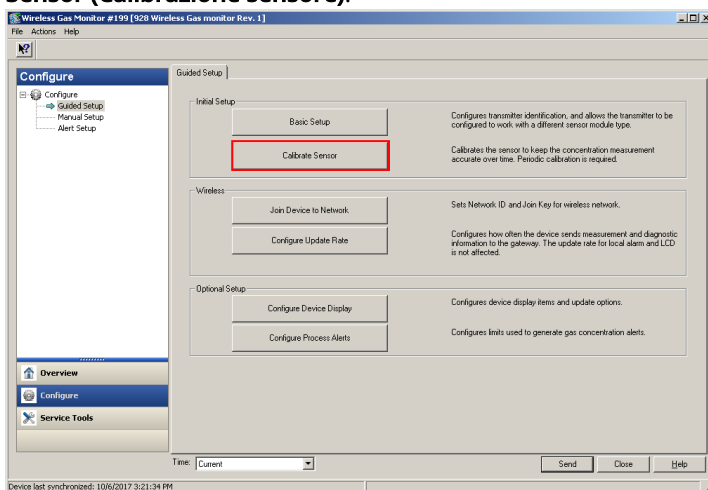 Sensor (Calibrazione sensore).
Wireless Gas Monitor #199 [928 Wireless Gas monitor Rev. 1]
File Actions Help
Configure
Configure
Guided Setup
Manual Setup
Alert Setup
Overview
Configure
Service Tools
Guided Setup
Initial Setup
Basic Setup
Configures transmitter identification, and allows the transmitter to be
configured to work with a different sensor module type.
Calibrate Sensor
Calibrates the sensor to keep the concentration measurement
accurate over time. Periodic calibration is required.
Wireless
Join Device to Network
Sets Network ID and Join Key for wireless network.
Configure Update Rate
Configures how often the device sends measurement and diagnostic
information to the gateway. The update rate for local alarm and LCD
is not affected.
Optional Setup
Configure Device Display
Configures device display items and update options.
Configure Process Alerts
Configures limits used to generate gas concentration alerts.
Time: Current
Send Close Help
Device last synchronized: 10/6/2017 3:21:34 PM